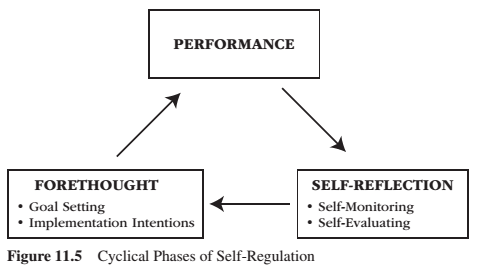 PERFORMANCE
FORETHOUGHT
• Goal Setting
• Implementation Intentions
SELF-REFLECTION
• Self-Monitoring
• Self-Evaluating
Figure 11.5 Cyclical Phases of Self-Regulation